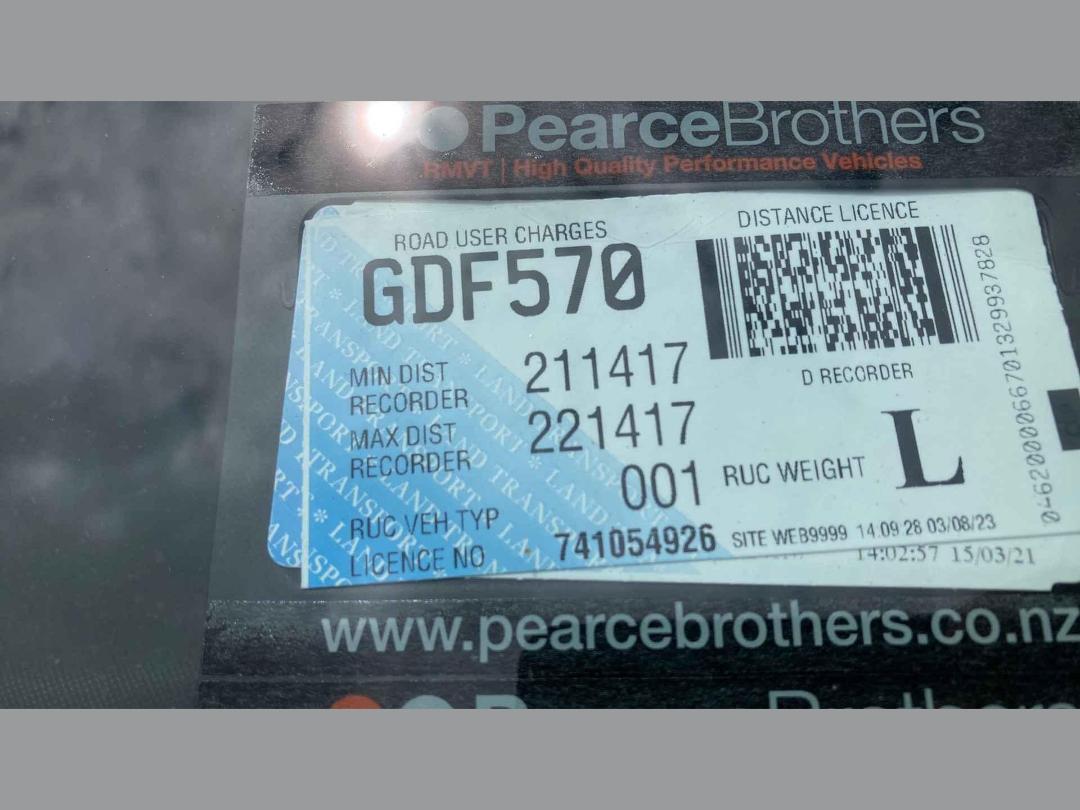 PearceBrothers
RMVT | High Quality Performance Vehicles
ROAD USER CHARGES
DISTANCE LICENCE
GDF570
MIN DIST RECORDER 211417
D RECORDER
MAX DIST RECORDER 221417
RUC VEH TYP 001
RUC WEIGHT L
LICENCE NO 741054926
SITE WEB9999 14.09 28 03/08/23
14:02:57 15/03/21
0462000006670132993 7828
www.pearcebrothers.co.nz